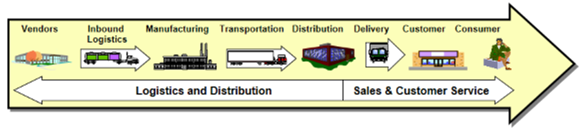 Vendors
Inbound
Logistics
Manufacturing
Transportation
Distribution
Delivery
Customer
Consumer
Logistics and Distribution
Sales & Customer Service